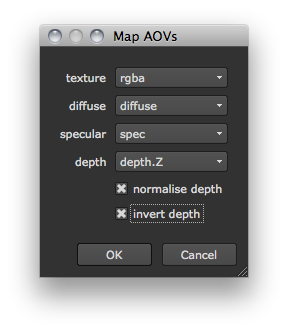 Map AOVs
texture rgba
diffuse diffuse
specular spec
depth depth.Z
normalise depth
invert depth
OK Cancel